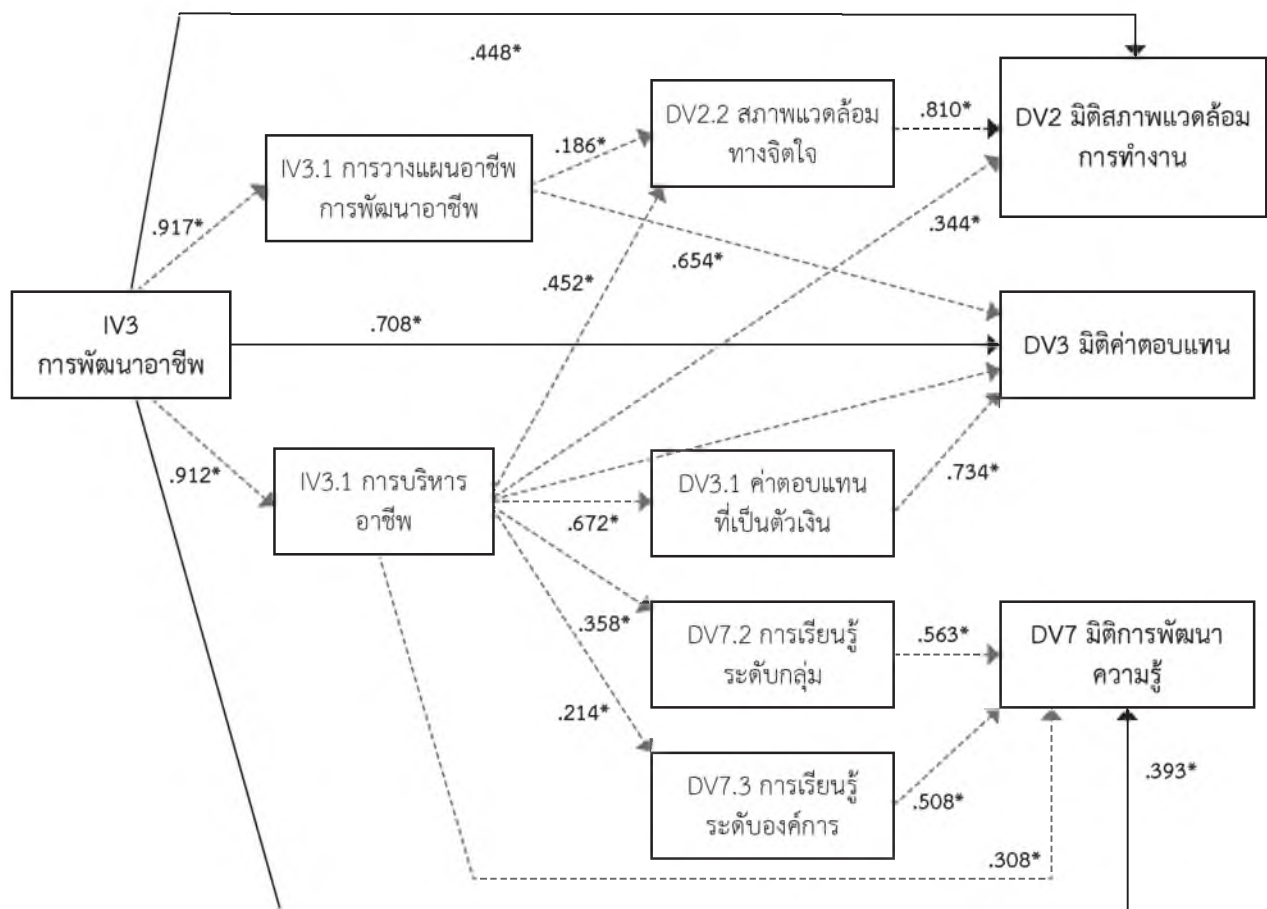 .448*
DV2.2 สภาพแวดล้อม
ทางจิตใจ
.810*
DV2 มิติสภาพแวดล้อม
การทำงาน
.186*
IV3.1 การวางแผนอาชีพ
การพัฒนาอาชีพ
.917*
.344*
.654*
.452*
IV3
การพัฒนาอาชีพ
.708*
DV3 มิติค่าตอบแทน
.912*
IV3.1 การบริหาร
อาชีพ
DV3.1 ค่าตอบแทน
ที่เป็นตัวเงิน
.734*
.672*
.358*
DV7.2 การเรียนรู้
ระดับกลุ่ม
.563*
DV7 มิติการพัฒนา
ความรู้
.214*
DV7.3 การเรียนรู้
ระดับองค์การ
.508*
.393*
.308*